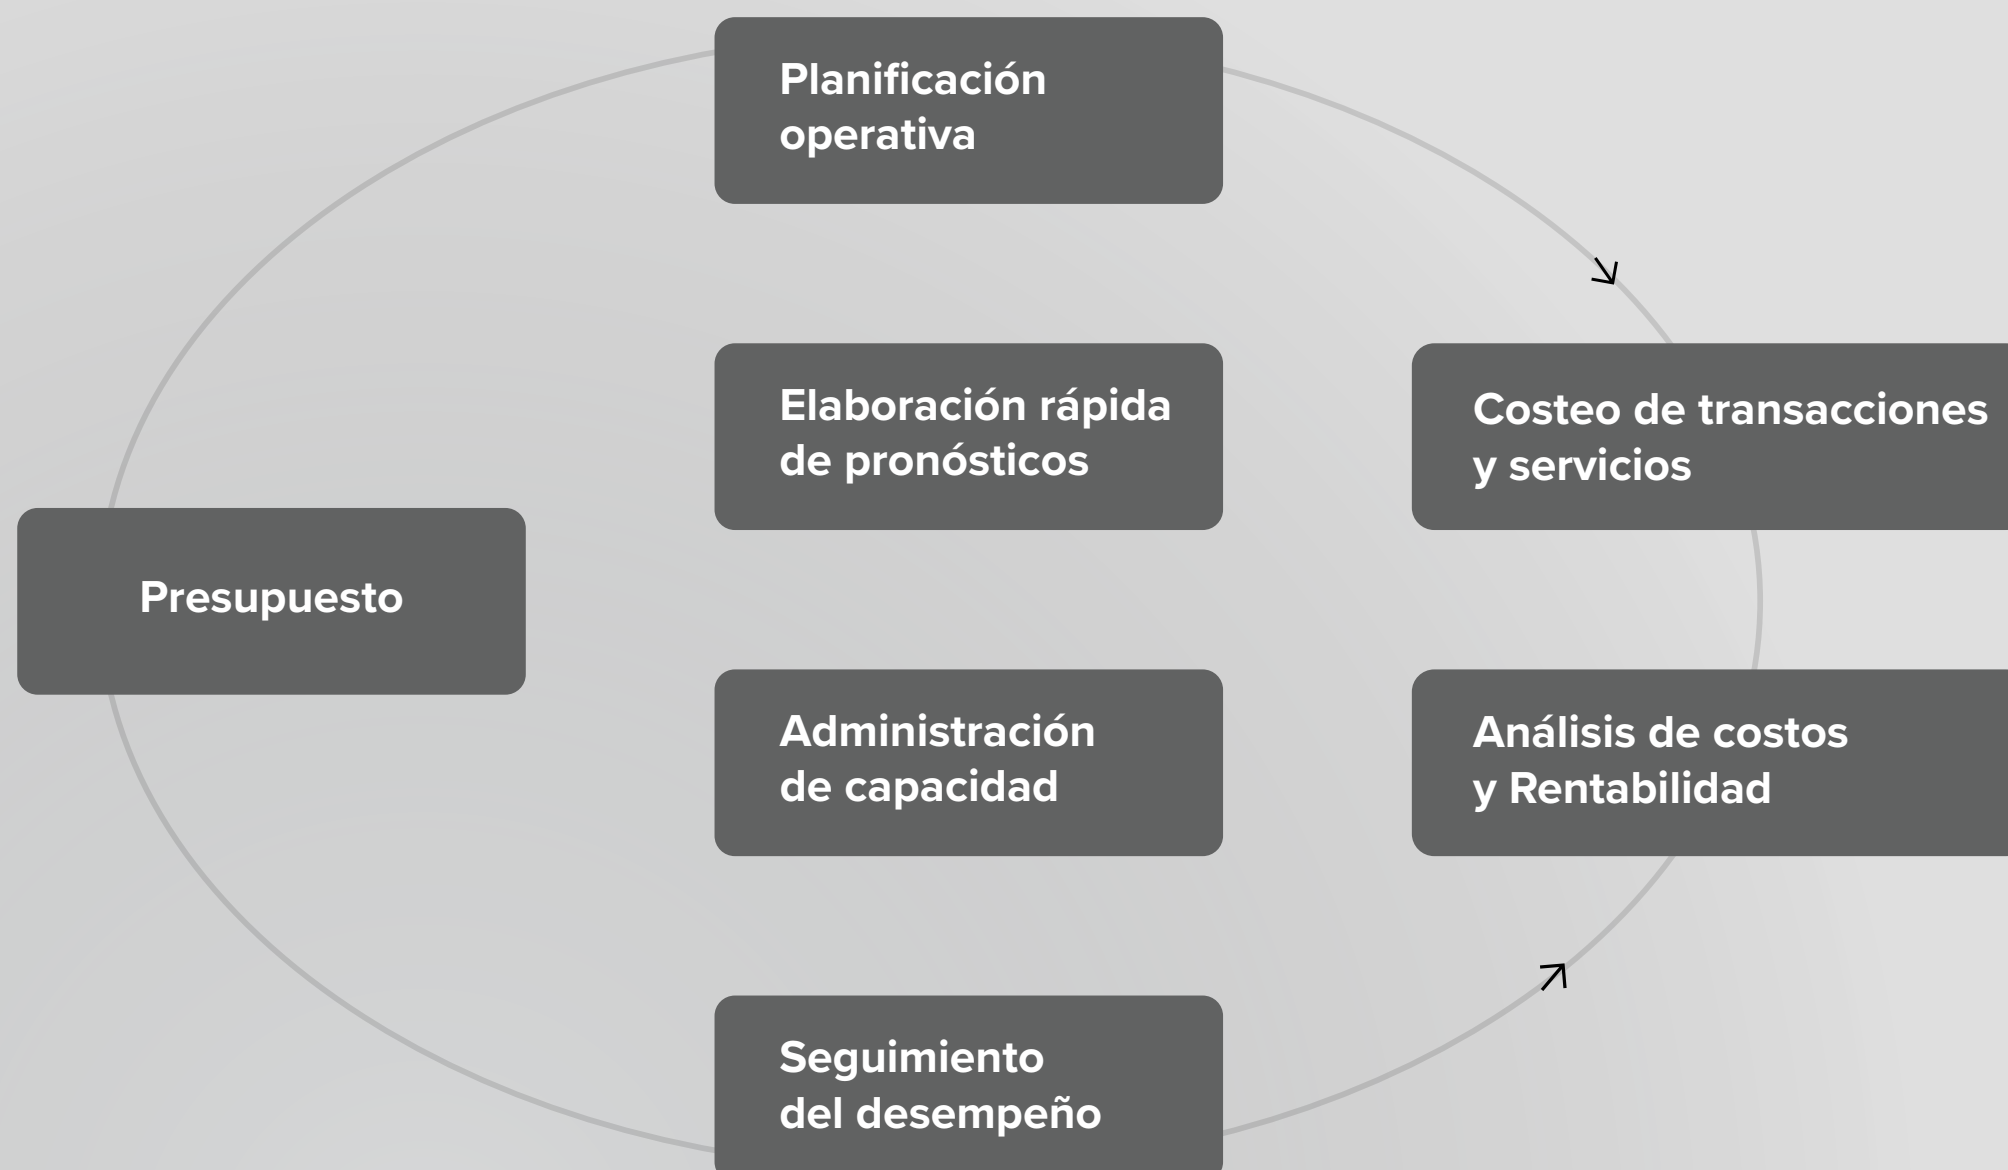 Planificación
operativa
Elaboración rápida
de pronósticos
Costeo de transacciones
y servicios
Presupuesto
Administración
de capacidad
Análisis de costos
y Rentabilidad
Seguimiento
del desempeño